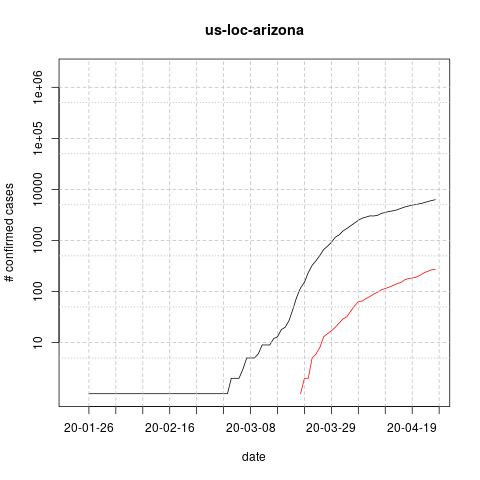 us-loc-arizona
# confirmed cases
1e+06
1e+05
10000
1000
100
10
20-01-26 20-02-16 20-03-08 20-03-29 20-04-19
date